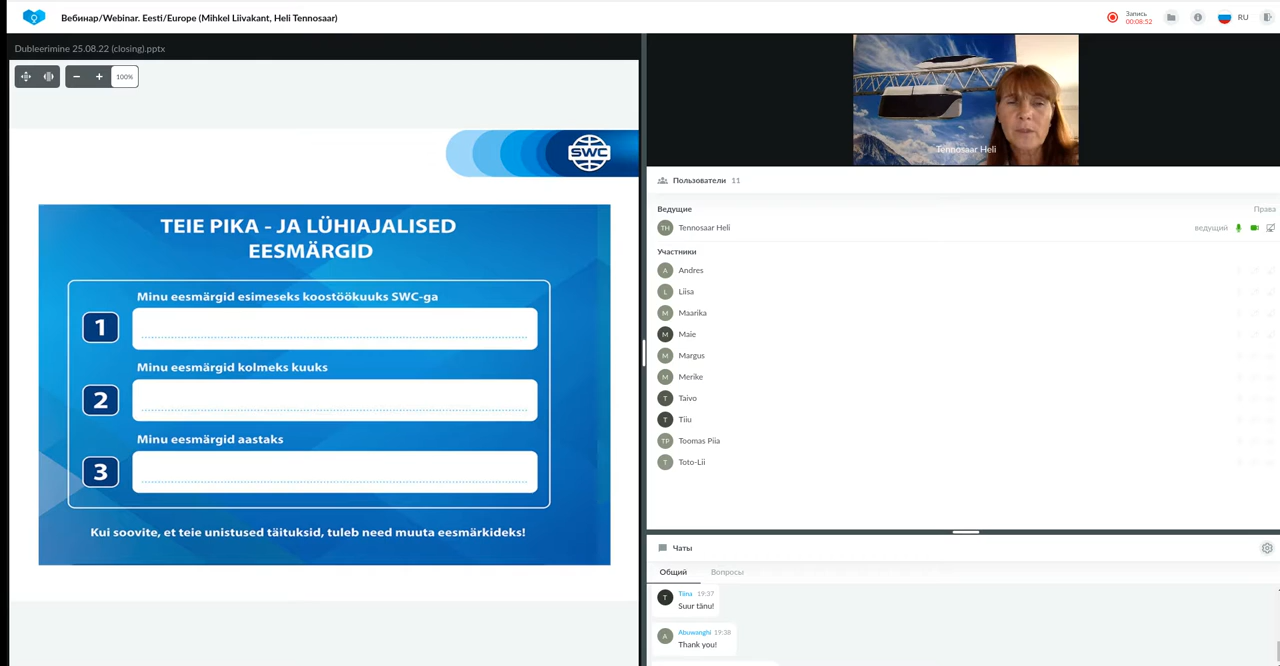 Вебинар/Webinar. Eesti/Europe (Mihkel Liivakant, Heli Tennosaar)
Запись
00:08:52
RU
Dubleerimine 25.08.22 (closing).pptx
100%
SWC
TEIE PIKA - JA LÜHIAJALISED
EESMÄRGID
Minu eesmärgid esimeseks koostöökuuks SWC-ga
1
Minu eesmärgid kolmeks kuuks
2
Minu eesmärgid aastaks
3
Kui soovite, et teie unistused täituksid, tuleb need muuta eesmärkideks!
Tennosaar Heli
Пользователи 11
Ведущие
Права
TH Tennosaar Heli
ведущий
Участники
A Andres
L Liisa
M Maarika
M Maie
M Margus
M Merike
T Taivo
T Tiiu
TP Toomas Piia
T Toto-Lii
Чаты
Общий Вопросы
T Tiina 19:37
Suur tänu!
A Abuwanghi 19:38
Thank you!